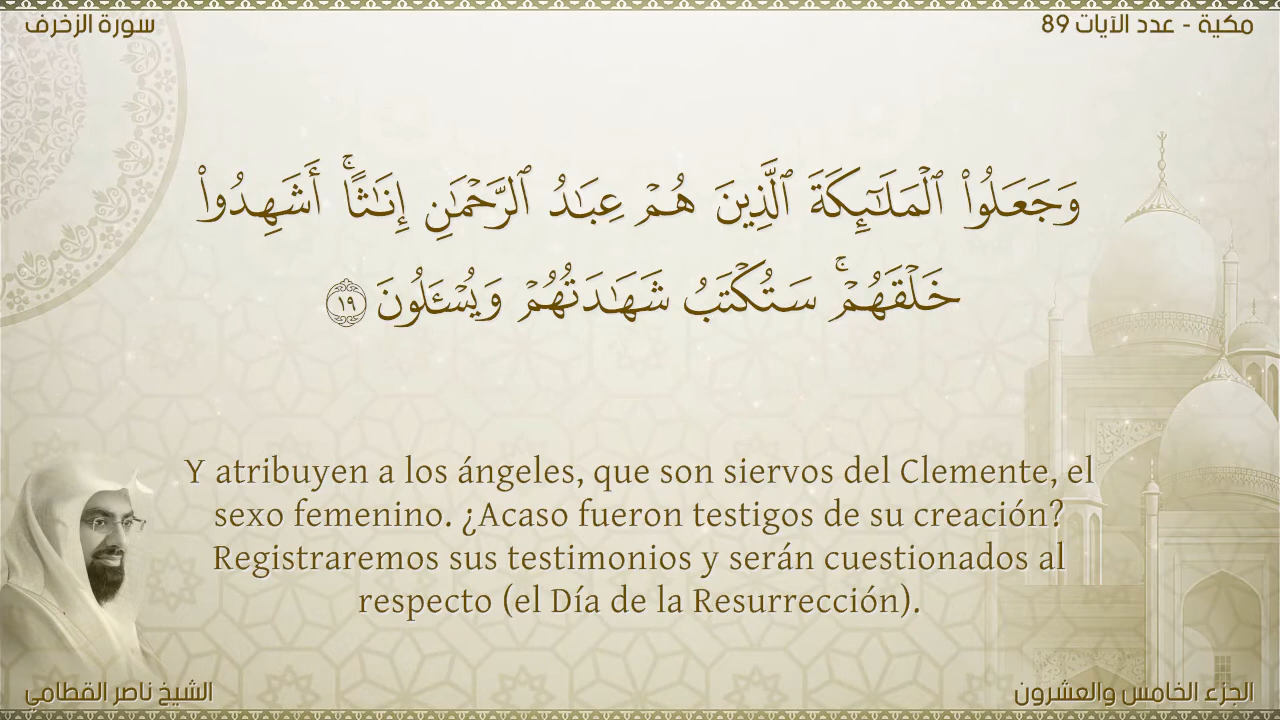 مكية - عدد الآيات 89
سورة الزخرف
وَجَعَلُوا۟ ٱلْمَلَـٰٓئِكَةَ ٱلَّذِينَ هُمْ عِبَـٰدُ ٱلرَّحْمَـٰنِ إِنَـٰثًا ۚ أَشَهِدُوا۟
خَلْقَهُمْ ۚ سَتُكْتَبُ شَهَـٰدَتُهُمْ وَيُسْـَٔلُونَ ١٩
Y atribuyen a los ángeles, que son siervos del Clemente, el
sexo femenino. ¿Acaso fueron testigos de su creación?
Registraremos sus testimonios y serán cuestionados al
respecto (el Día de la Resurrección).
الجزء الخامس والعشرون
الشيخ ناصر القطامي